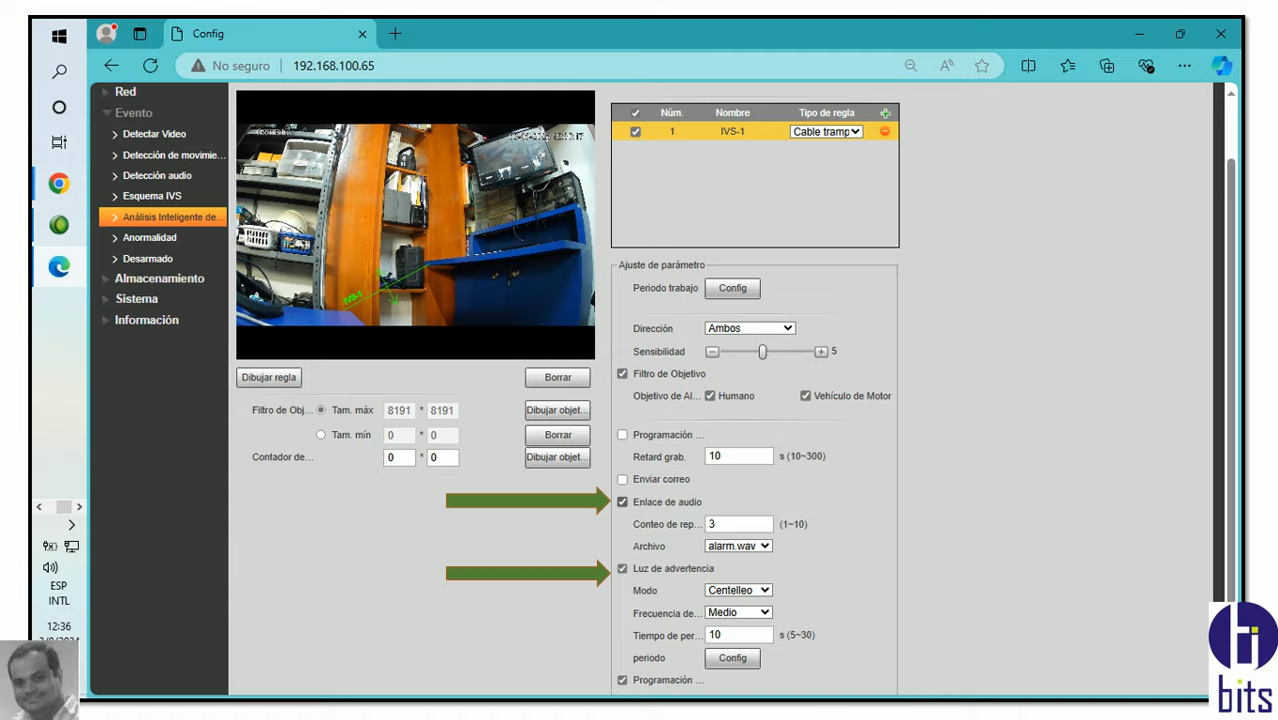 Config
No seguro
192.168.100.65
Red
Evento
Detectar Video
Detección de movimie...
Detección audio
Esquema IVS
Análisis Inteligente de...
Anormalidad
Desarmado
Almacenamiento
Sistema
Información
IVS-1
Dibujar regla
Borrar
Filtro de Obj...
Tam. máx
8191 * 8191
Dibujar objet...
Tam. mín
0 * 0
Borrar
Contador de...
0 * 0
Dibujar objet...
Núm. Nombre Tipo de regla
1 IVS-1 Cable tramp
Ajuste de parámetro
Periodo trabajo Config
Dirección Ambos
Sensibilidad 5
Filtro de Objetivo
Objetivo de Al... Humano Vehículo de Motor
Programación ...
Retard grab. 10 s (10~300)
Enviar correo
Enlace de audio
Conteo de rep... 3 (1~10)
Archivo alarm.wav
Luz de advertencia
Modo Centelleo
Frecuencia de... Medio
Tiempo de per... 10 s (5~30)
periodo Config
Programación ...
ESP
INTL
12:36
bits